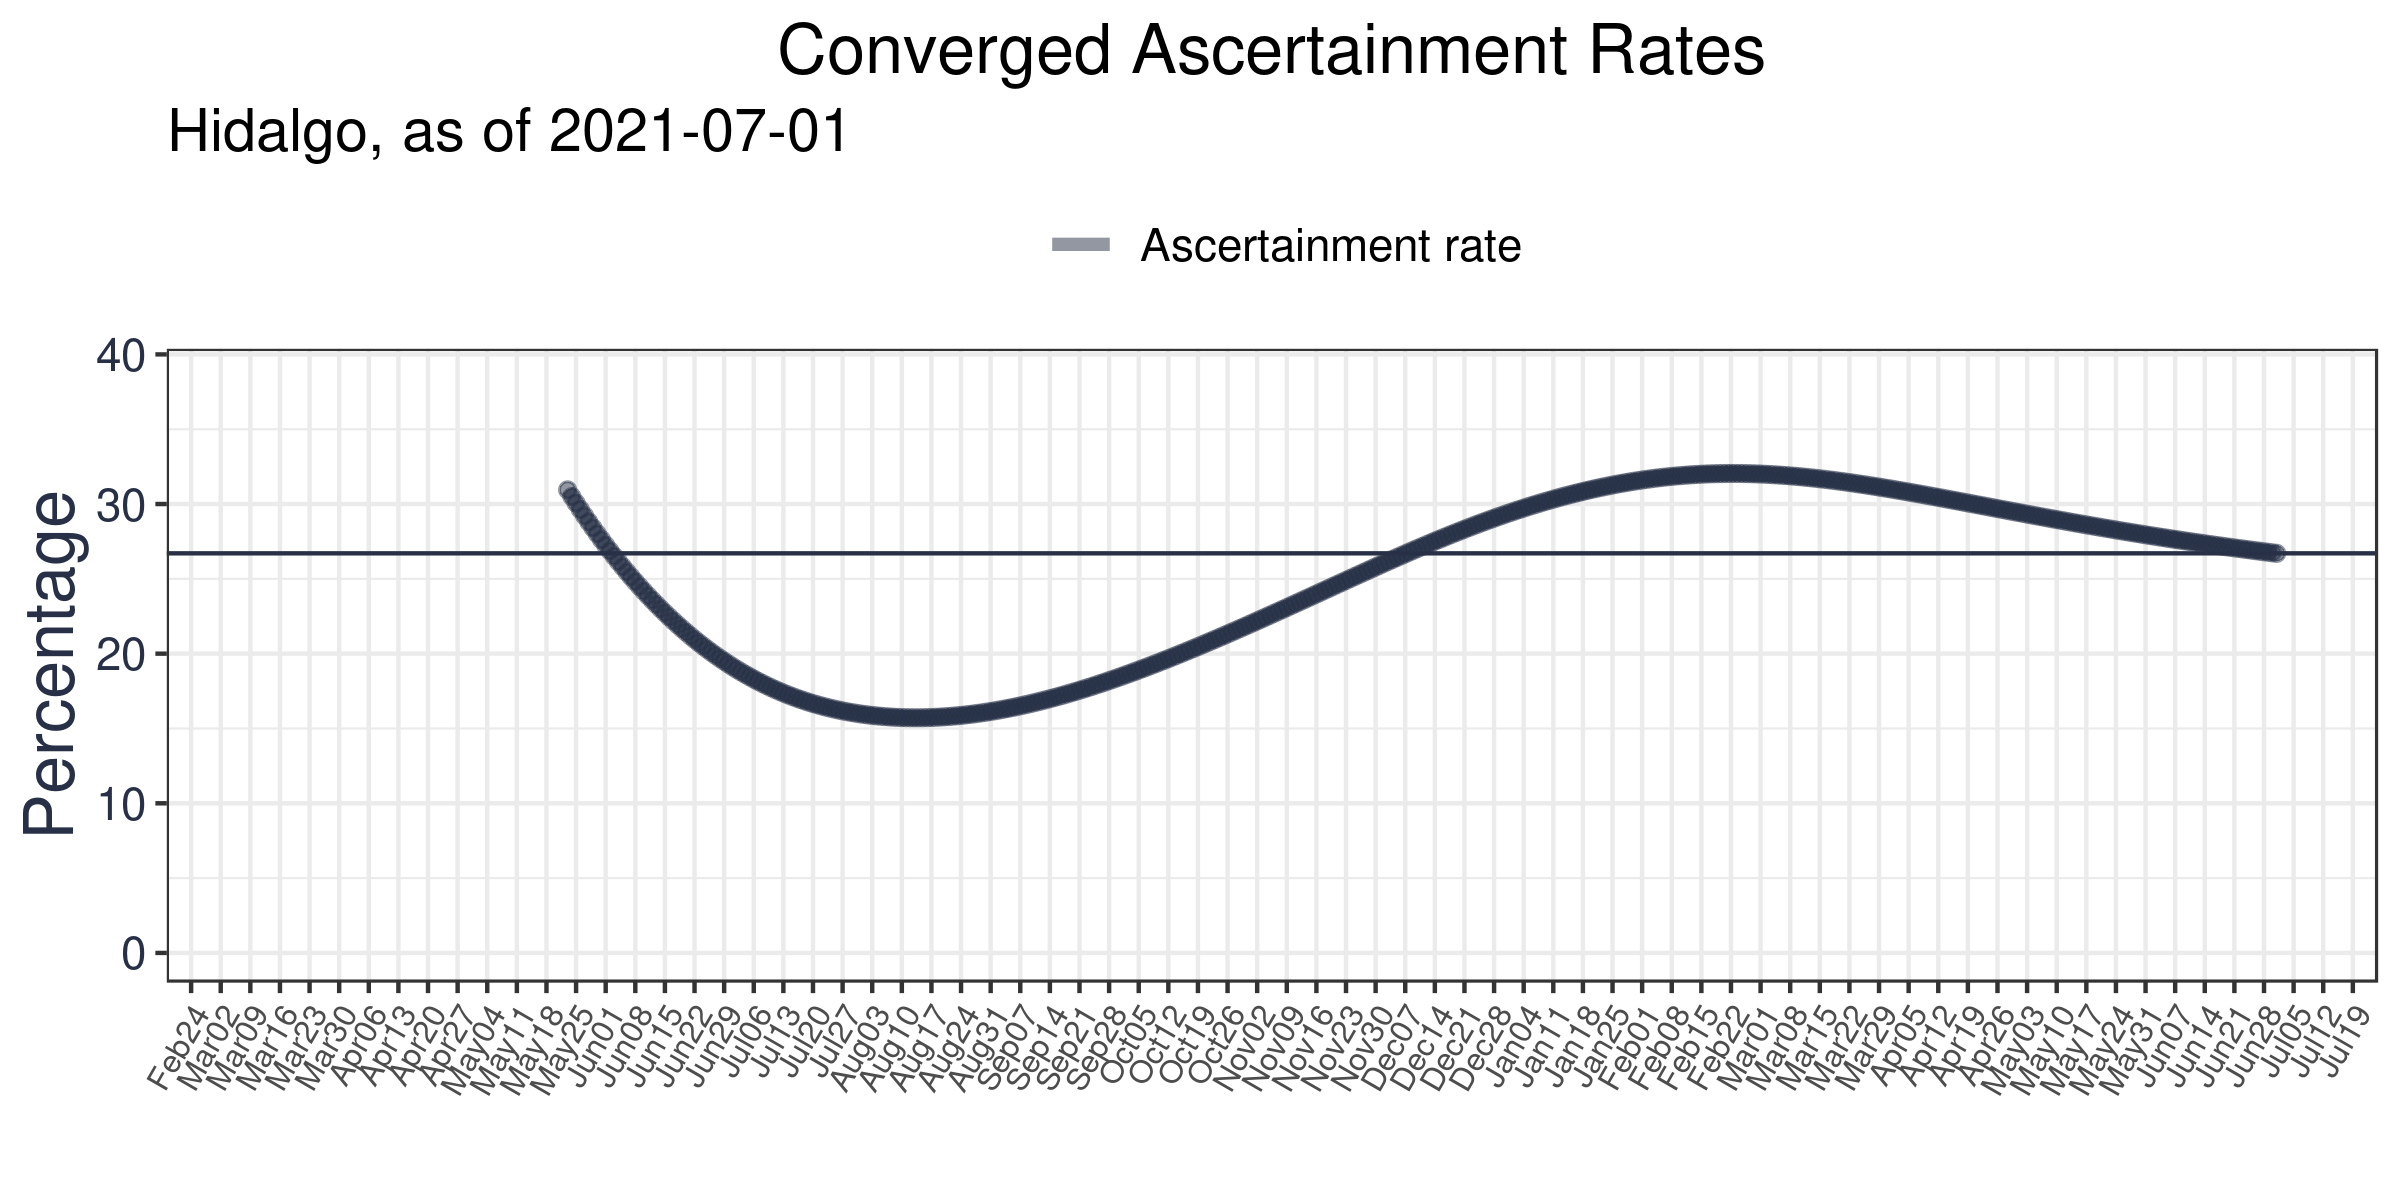 Converged Ascertainment Rates
Hidalgo, as of 2021-07-01
Ascertainment rate
Percentage
40
30
20
10
0
Feb24
Mar02
Mar09
Mar16
Mar23
Mar30
Apr06
Apr13
Apr20
Apr27
May04
May11
May18
May25
Jun01
Jun08
Jun15
Jun22
Jun29
Jul06
Jul13
Jul20
Jul27
Aug03
Aug10
Aug17
Aug24
Aug31
Sep07
Sep14
Sep21
Sep28
Oct05
Oct12
Oct19
Oct26
Nov02
Nov09
Nov16
Nov23
Nov30
Dec07
Dec14
Dec21
Dec28
Jan04
Jan11
Jan18
Jan25
Feb01
Feb08
Feb15
Feb22
Mar01
Mar08
Mar15
Mar22
Mar29
Apr05
Apr12
Apr19
Apr26
May03
May10
May17
May24
May31
Jun07
Jun14
Jun21
Jun28
Jul05
Jul12
Jul19